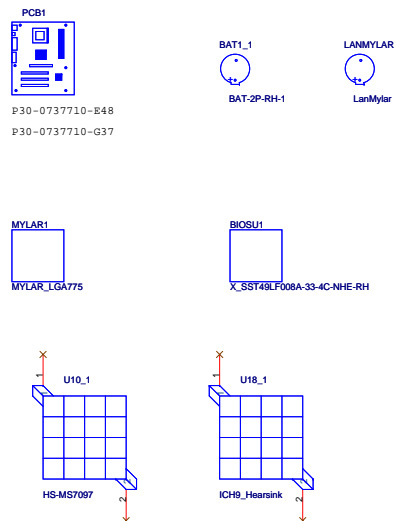 PCB1
P30-0737710-E48
P30-0737710-G37
BAT1_1
BAT-2P-RH-1
LANMYLAR
LanMylar
MYLAR1
MYLAR_LGA775
BIOSU1
X_SST49LF008A-33-4C-NHE-RH
1
U10_1
HS-MS7097
2
1
U18_1
ICH9_Hearsink
2